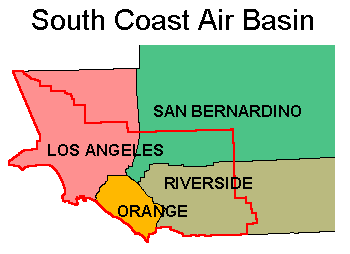 South Coast Air Basin
SAN BERNARDINO
LOS ANGELES
RIVERSIDE
ORANGE